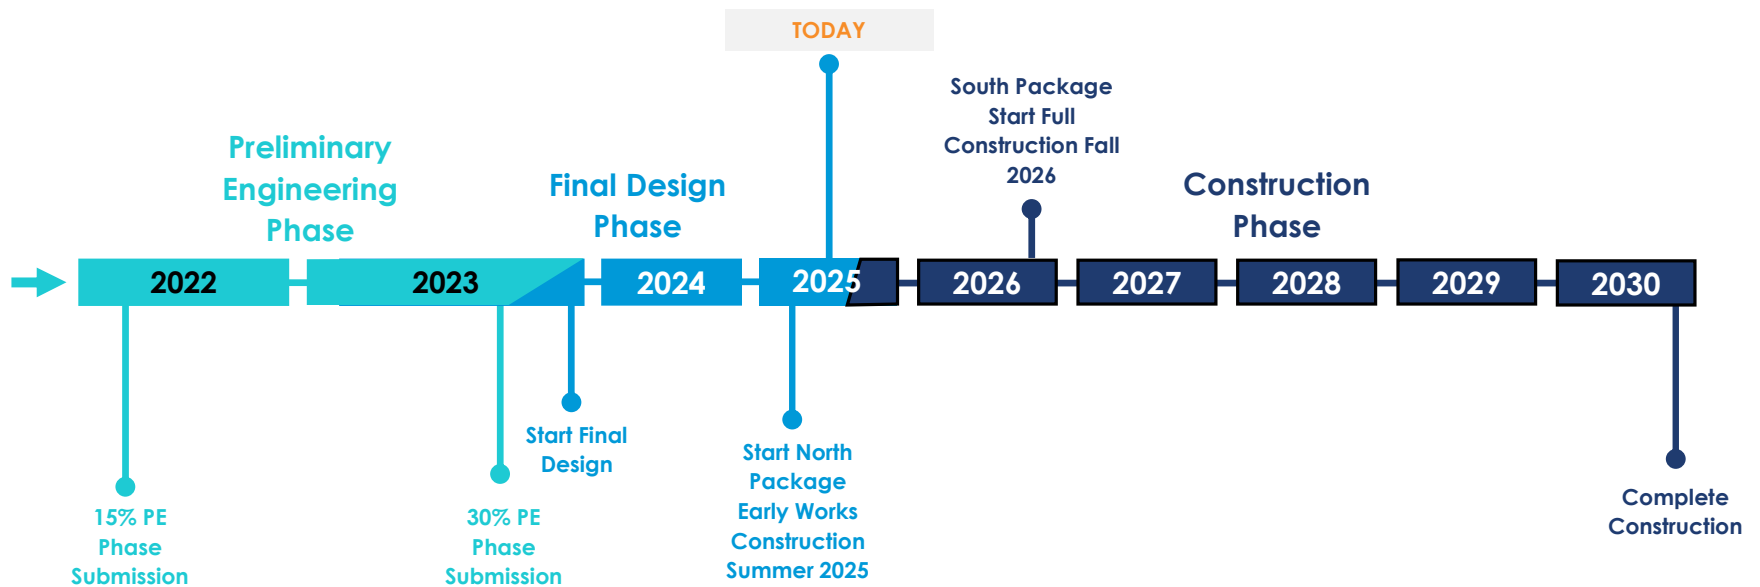 TODAY
South Package
Start Full
Construction Fall
2026
Preliminary
Engineering
Phase
Final Design
Phase
Construction
Phase
2022
2023
2024
2025
2026
2027
2028
2029
2030
Start Final
Design
Start North
Package
Early Works
Construction
Summer 2025
15% PE
Phase
Submission
30% PE
Phase
Submission
Complete
Construction